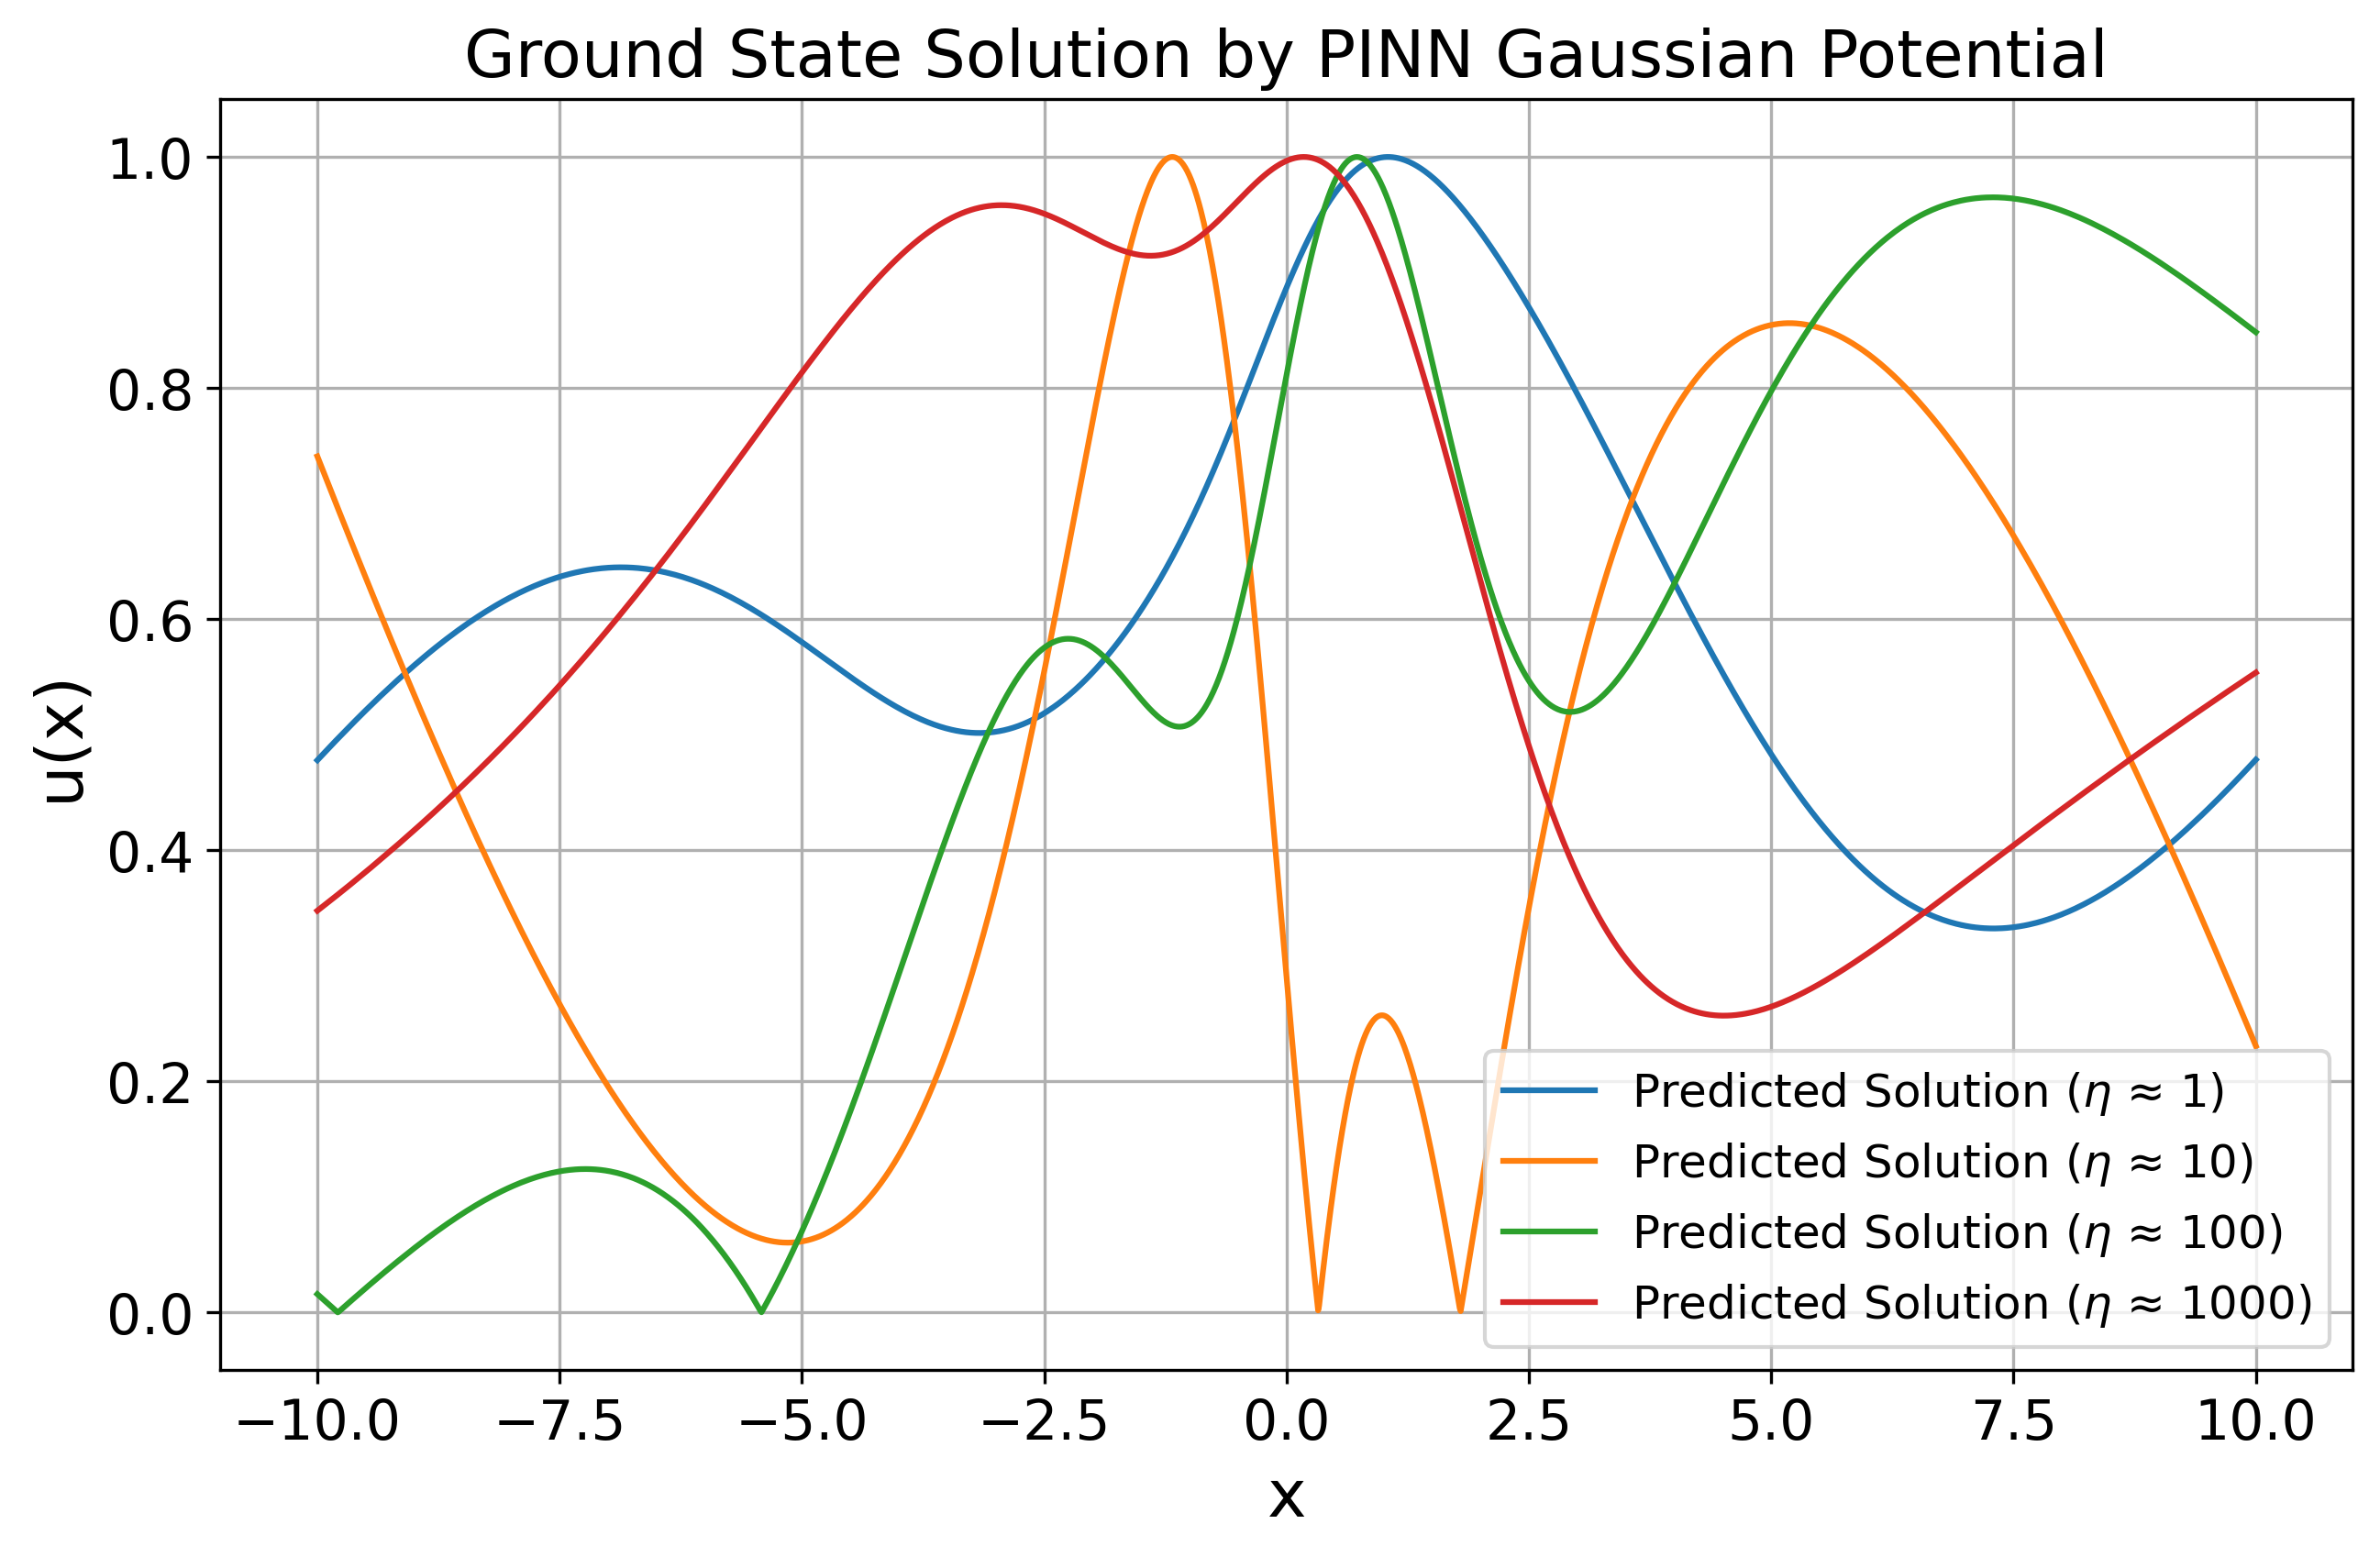 Ground State Solution by PINN Gaussian Potential
1.0
0.8
0.6
0.4
0.2
0.0
u(x)
−10.0 −7.5 −5.0 −2.5 0.0 2.5 5.0 7.5 10.0
x
Predicted Solution (η ≈ 1)
Predicted Solution (η ≈ 10)
Predicted Solution (η ≈ 100)
Predicted Solution (η ≈ 1000)